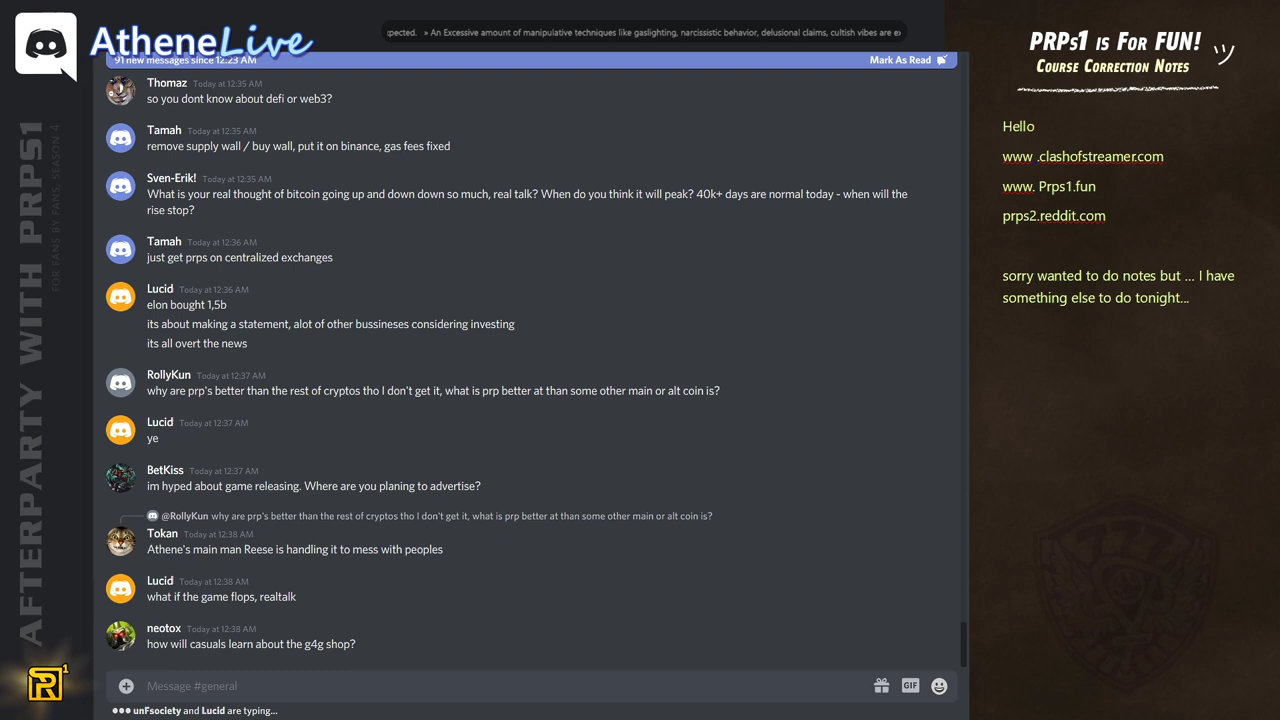 AtheneLive
pected. » An Excessive amount of manipulative techniques like gaslighting, narcissistic behavior, delusional claims, cultish vibes are e
91 new messages since 12:23 AM
Mark As Read
Thomaz Today at 12:35 AM
so you dont know about defi or web3?
Tamah Today at 12:35 AM
remove supply wall / buy wall, put it on binance, gas fees fixed
Sven-Erik! Today at 12:35 AM
What is your real thought of bitcoin going up and down down so much, real talk? When do you think it will peak? 40k+ days are normal today - when will the
rise stop?
Tamah Today at 12:36 AM
just get prps on centralized exchanges
Lucid Today at 12:36 AM
elon bought 1,5b
its about making a statement, alot of other bussineses considering investing
its all overt the news
RollyKun Today at 12:37 AM
why are prp's better than the rest of cryptos tho I don't get it, what is prp better at than some other main or alt coin is?
Lucid Today at 12:37 AM
ye
BetKiss Today at 12:37 AM
im hyped about game releasing. Where are you planing to advertise?
@RollyKun why are prp's better than the rest of cryptos tho I don't get it, what is prp better at than some other main or alt coin is?
Tokan Today at 12:38 AM
Athene's main man Reese is handling it to mess with peoples
Lucid Today at 12:38 AM
what if the game flops, realtalk
neotox Today at 12:38 AM
how will casuals learn about the g4g shop?
Message #general
GIF
unFsociety and Lucid are typing...
AFTERPARTY WITH PRPS1
FOR FANS BY FANS, SEASON 4
R1
PRPs1 is For FUN!
Course Correction Notes
ツ
Hello
www .clashofstreamer.com
www. Prps1.fun
prps2.reddit.com
sorry wanted to do notes but ... I have
something else to do tonight...